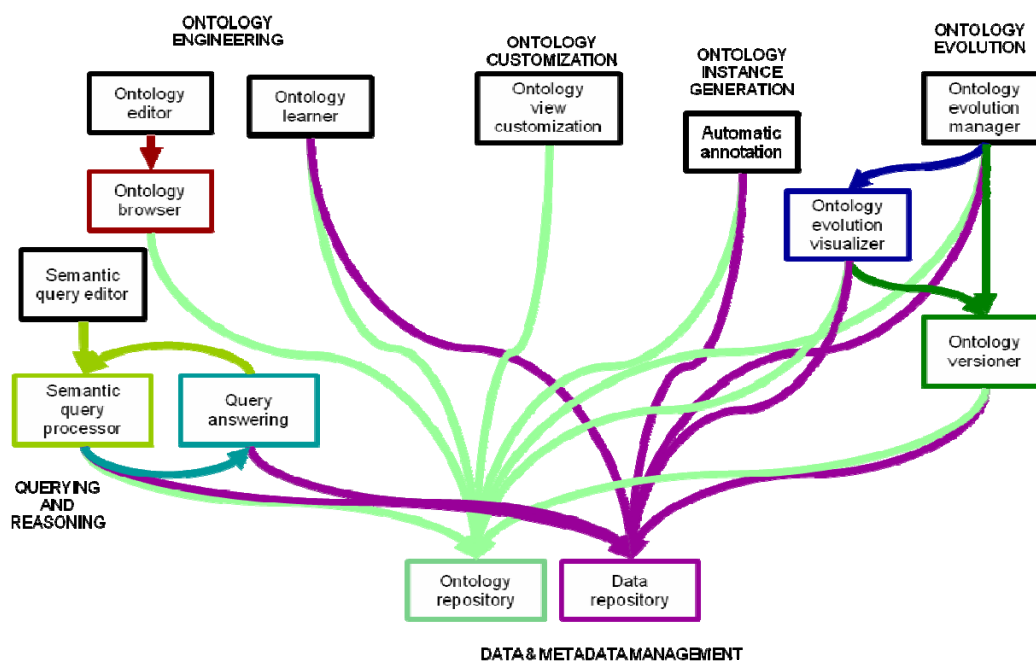 ONTOLOGY
ENGINEERING
ONTOLOGY
CUSTOMIZATION
ONTOLOGY
INSTANCE
GENERATION
ONTOLOGY
EVOLUTION
Ontology
editor
Ontology
learner
Ontology
view
customization
Automatic
annotation
Ontology
evolution
manager
Ontology
browser
Ontology
evolution
visualizer
Semantic
query editor
Ontology
versioner
Semantic
query
processor
Query
answering
QUERYING
AND
REASONING
Ontology
repository
Data
repository
DATA & METADATA MANAGEMENT